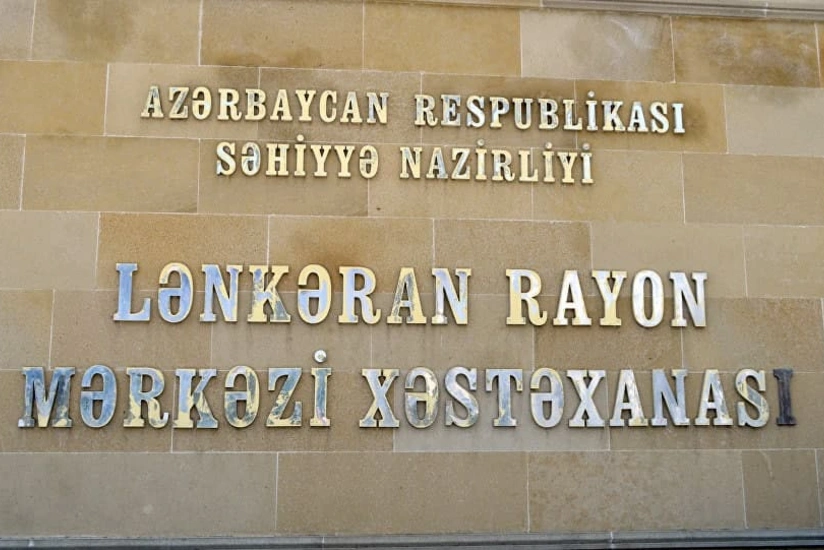 AZƏRBAYCAN RESPUBLİKASI
SƏHİYYƏ NAZİRLİYİ
LƏNKƏRAN RAYON
MƏRKƏZİ XƏSTƏXANASI